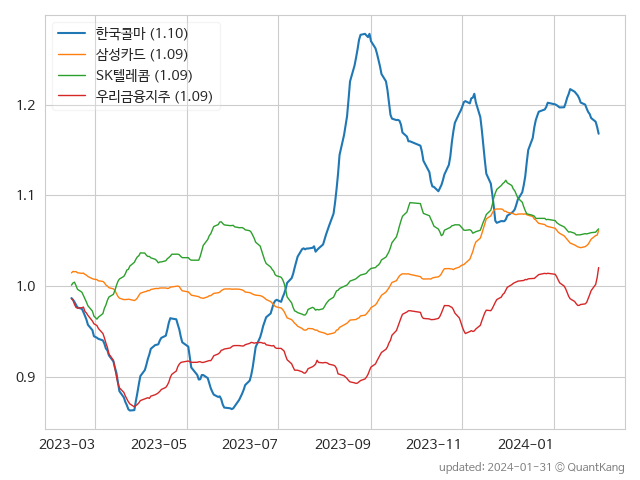 한국콜마 (1.10)
삼성카드 (1.09)
SK텔레콤 (1.09)
우리금융지주 (1.09)
1.2
1.1
1.0
0.9
2023-03 2023-05 2023-07 2023-09 2023-11 2024-01
updated: 2024-01-31 © QuantKang